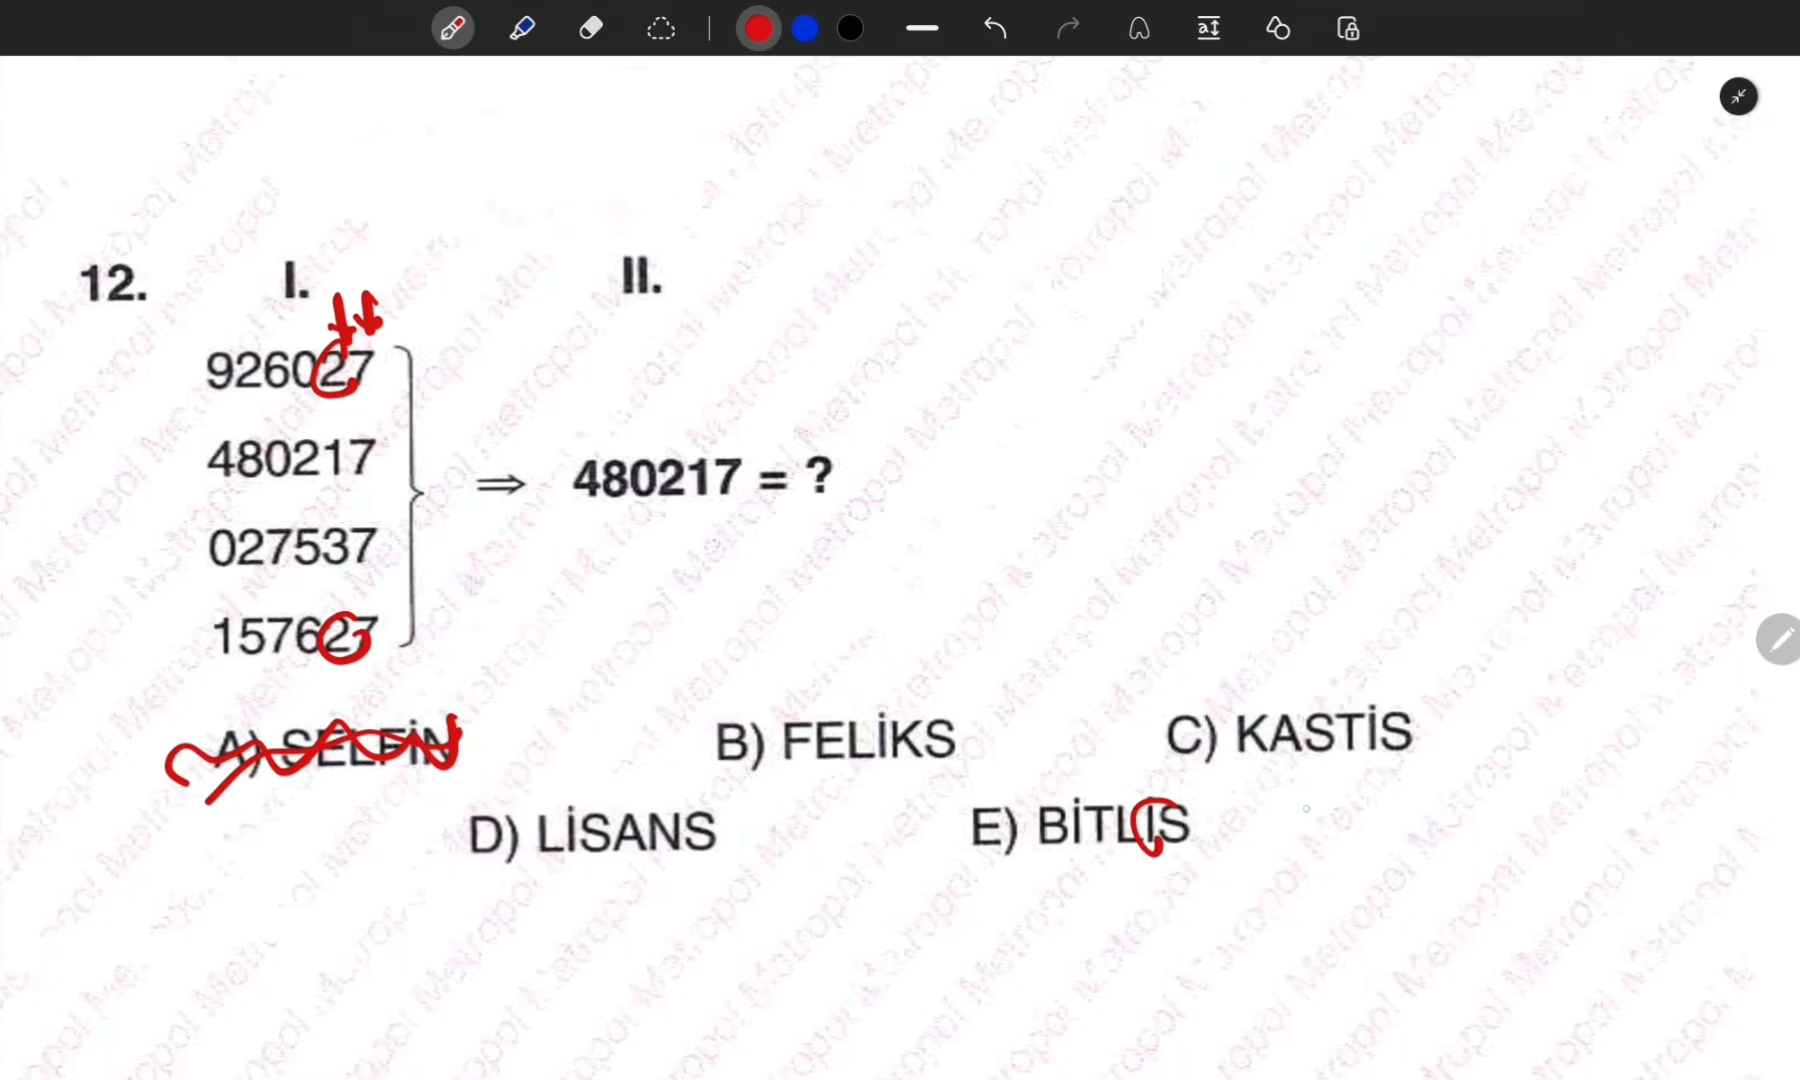 12. I. II.
926027
480217
027537
157627
⇒ 480217 = ?
A) SELFİN B) FELİKS C) KASTİS
D) LİSANS E) BİTLİS